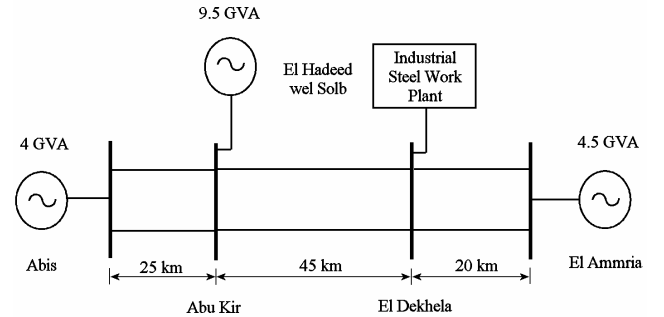 9.5 GVA
El Hadeed
wel Solb
Industrial
Steel Work
Plant
4 GVA
4.5 GVA
Abis
25 km
45 km
20 km
El Ammria
Abu Kir
El Dekhela